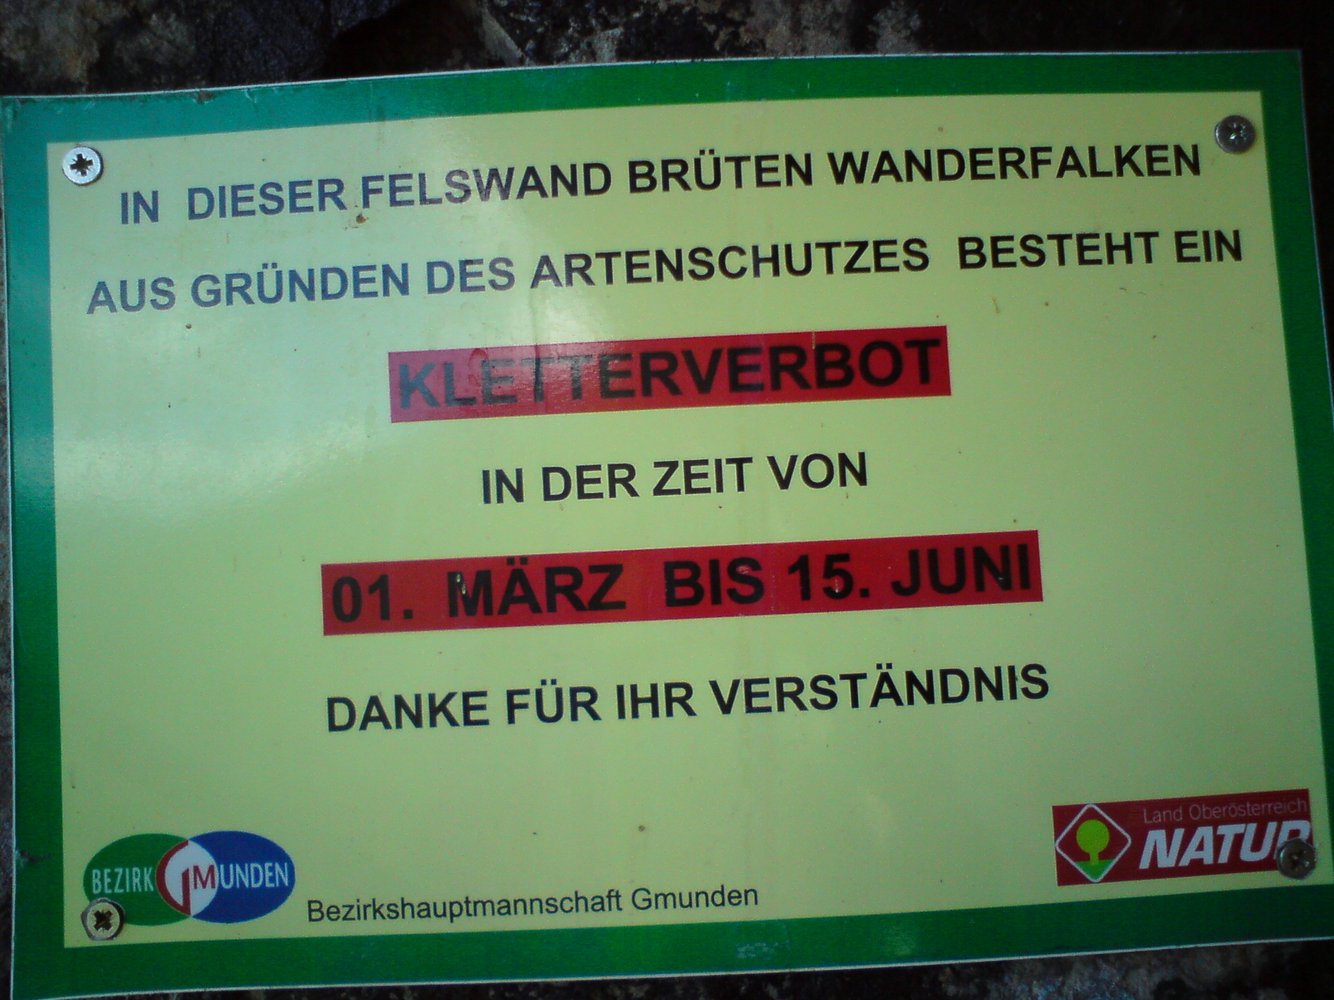 IN DIESER FELSWAND BRÜTEN WANDERFALKEN
AUS GRÜNDEN DES ARTENSCHUTZES BESTEHT EIN
KLETTERVERBOT
IN DER ZEIT VON
01. MÄRZ BIS 15. JUNI
DANKE FÜR IHR VERSTÄNDNIS
BEZIRK GMUNDEN
Bezirkshauptmannschaft Gmunden
Land Oberösterreich
NATUR